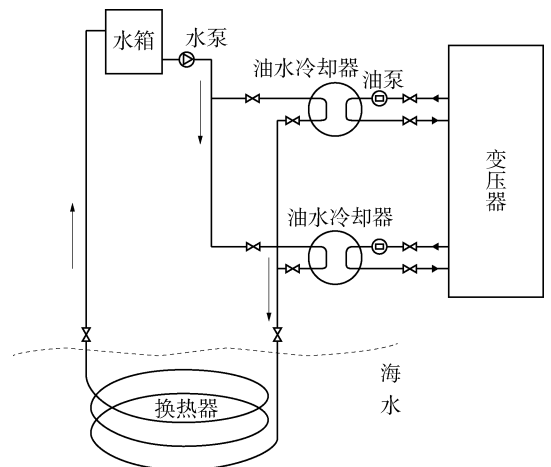 水箱
水泵
油水冷却器
油泵
变压器
油水冷却器
换热器
海水